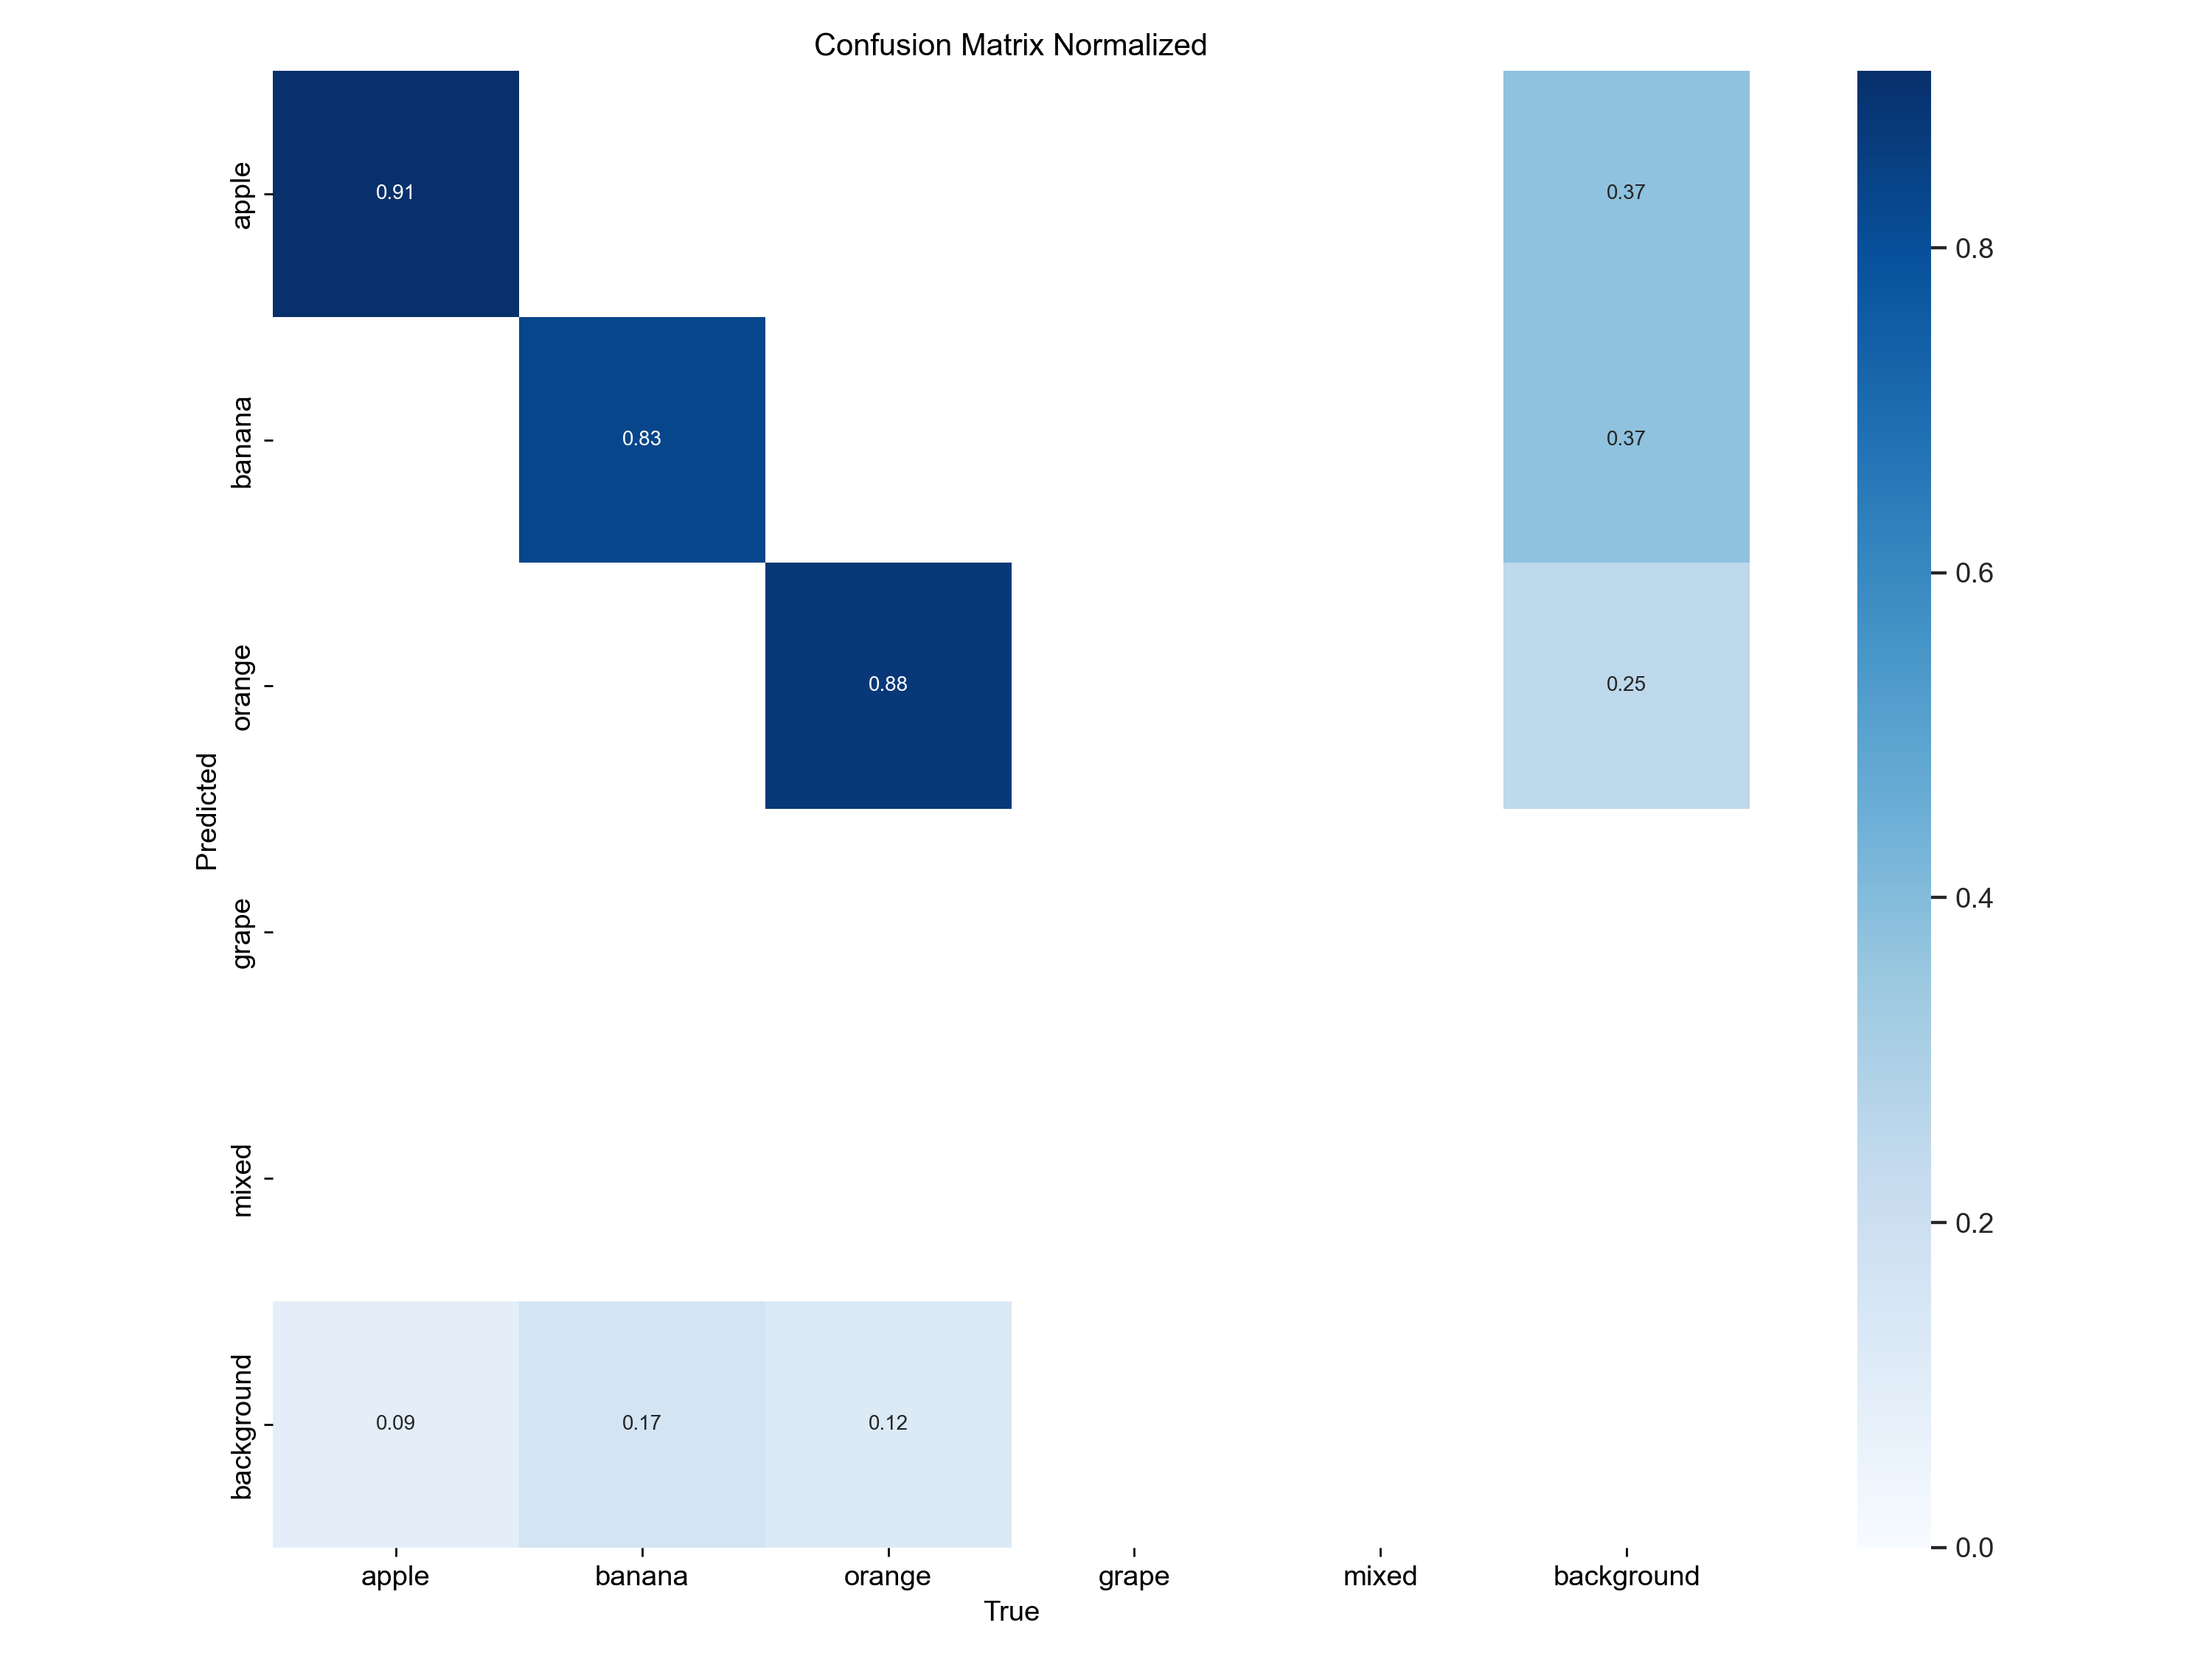 Confusion Matrix Normalized
apple
0.91
0.37
0.8
banana
0.83
0.37
0.6
orange
0.88
0.25
Predicted
0.4
grape
mixed
0.2
background
0.09
0.17
0.12
0.0
apple banana orange grape mixed background
True